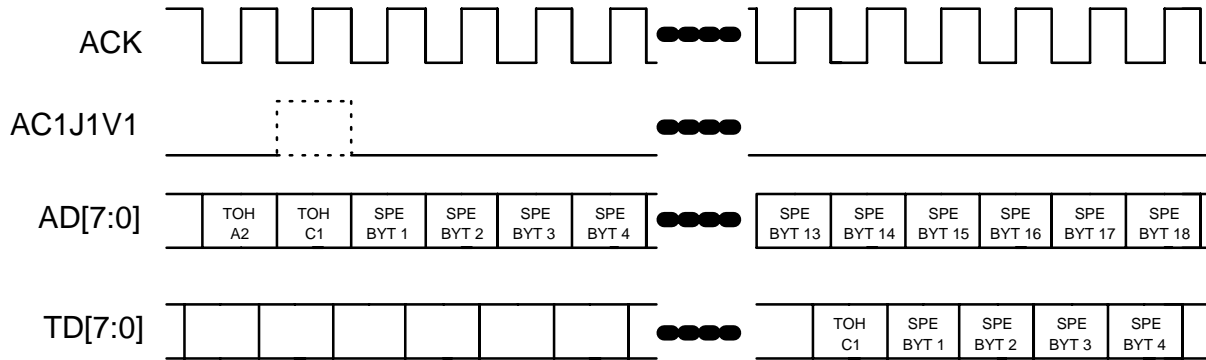 ACK
AC1J1V1
AD[7:0]
TOH
A2
TOH
C1
SPE
BYT 1
SPE
BYT 2
SPE
BYT 3
SPE
BYT 4
SPE
BYT 13
SPE
BYT 14
SPE
BYT 15
SPE
BYT 16
SPE
BYT 17
SPE
BYT 18
TD[7:0]
TOH
C1
SPE
BYT 1
SPE
BYT 2
SPE
BYT 3
SPE
BYT 4